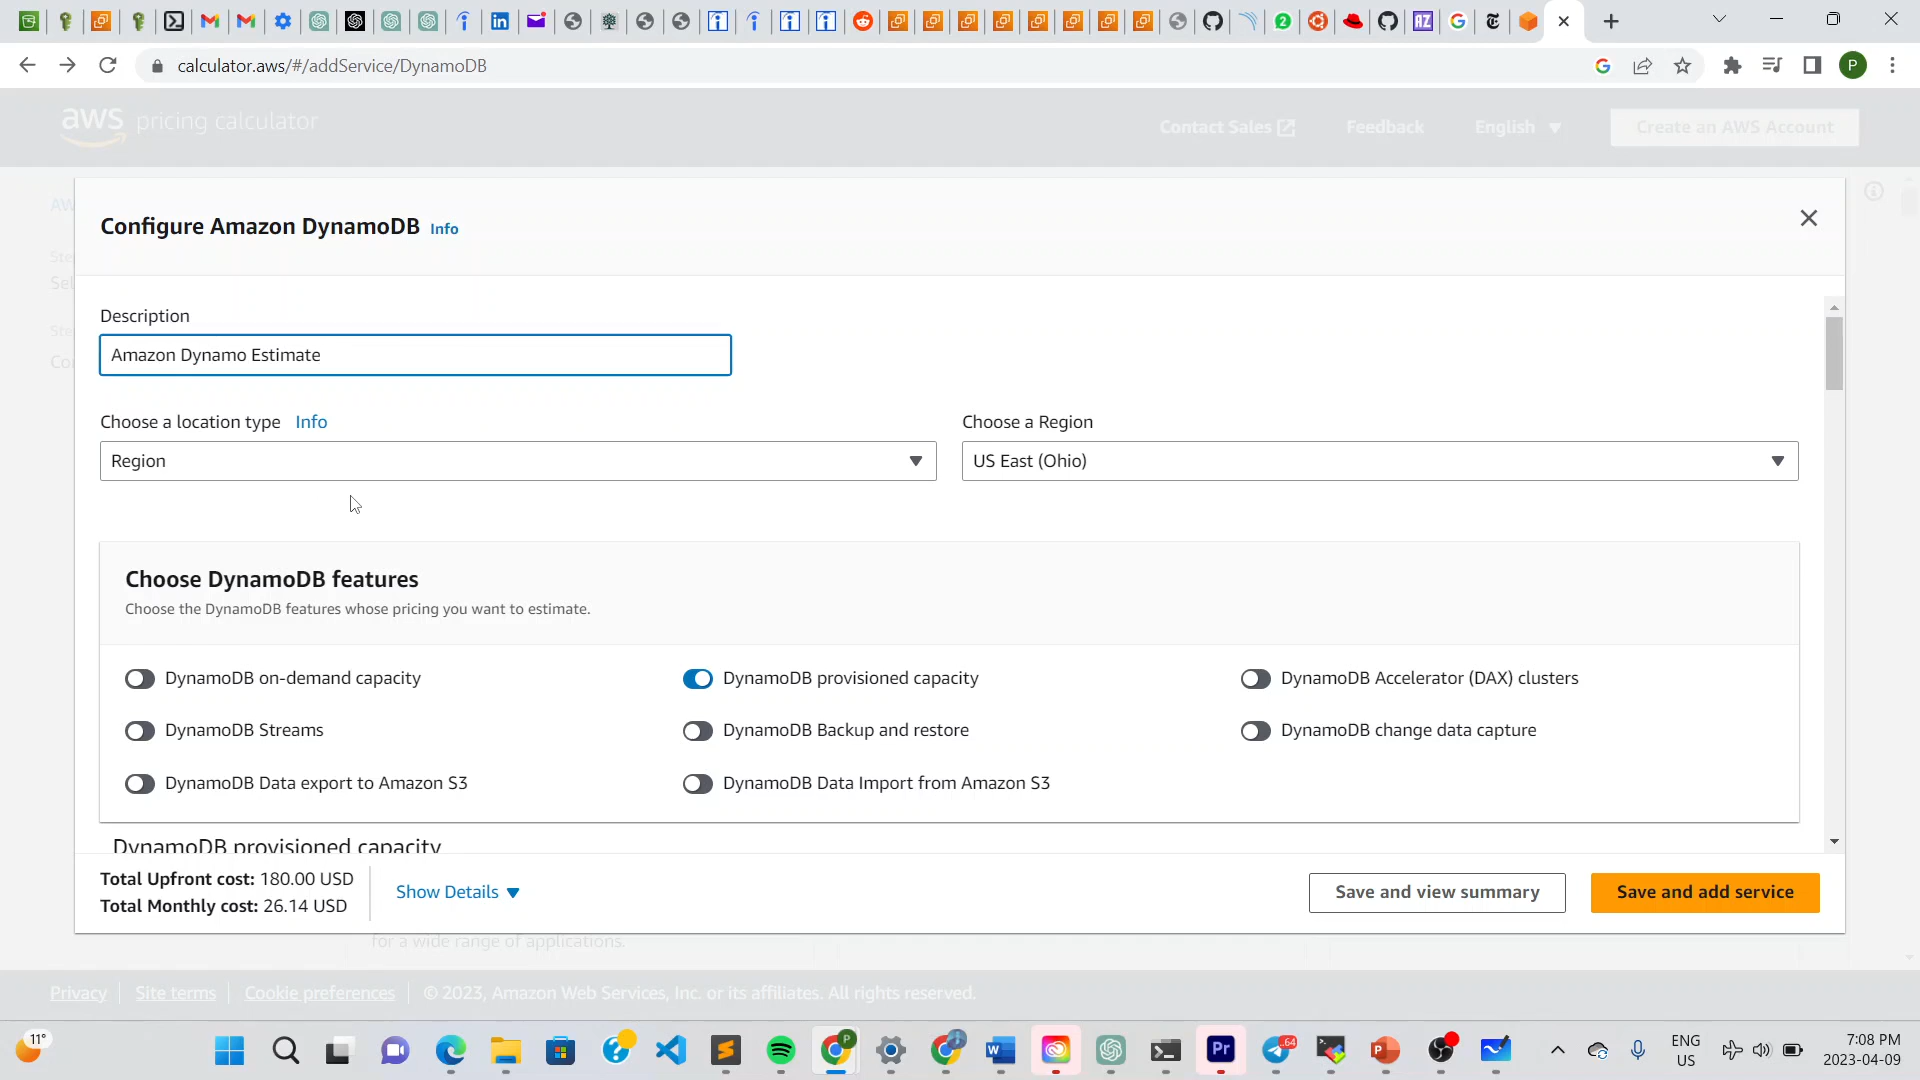 calculator.aws/#/addService/DynamoDB
P
aws pricing calculator
Contact Sales
Feedback
English
Create an AWS Account
AW
Configure Amazon DynamoDB Info
Ste
Sel
Description
Ste
Amazon Dynamo Estimate
Co
Choose a location type Info
Choose a Region
Region
US East (Ohio)
Choose DynamoDB features
Choose the DynamoDB features whose pricing you want to estimate.
DynamoDB on-demand capacity
DynamoDB provisioned capacity
DynamoDB Accelerator (DAX) clusters
DynamoDB Streams
DynamoDB Backup and restore
DynamoDB change data capture
DynamoDB Data export to Amazon S3
DynamoDB Data Import from Amazon S3
DynamoDB provisioned capacity
Total Upfront cost: 180.00 USD
Total Monthly cost: 26.14 USD
Show Details
Save and view summary
Save and add service
for a wide range of applications.
Privacy
Site terms
Cookie preferences
© 2023, Amazon Web Services, Inc. or its affiliates. All rights reserved.
11°
ENG
US
7:08 PM
2023-04-09